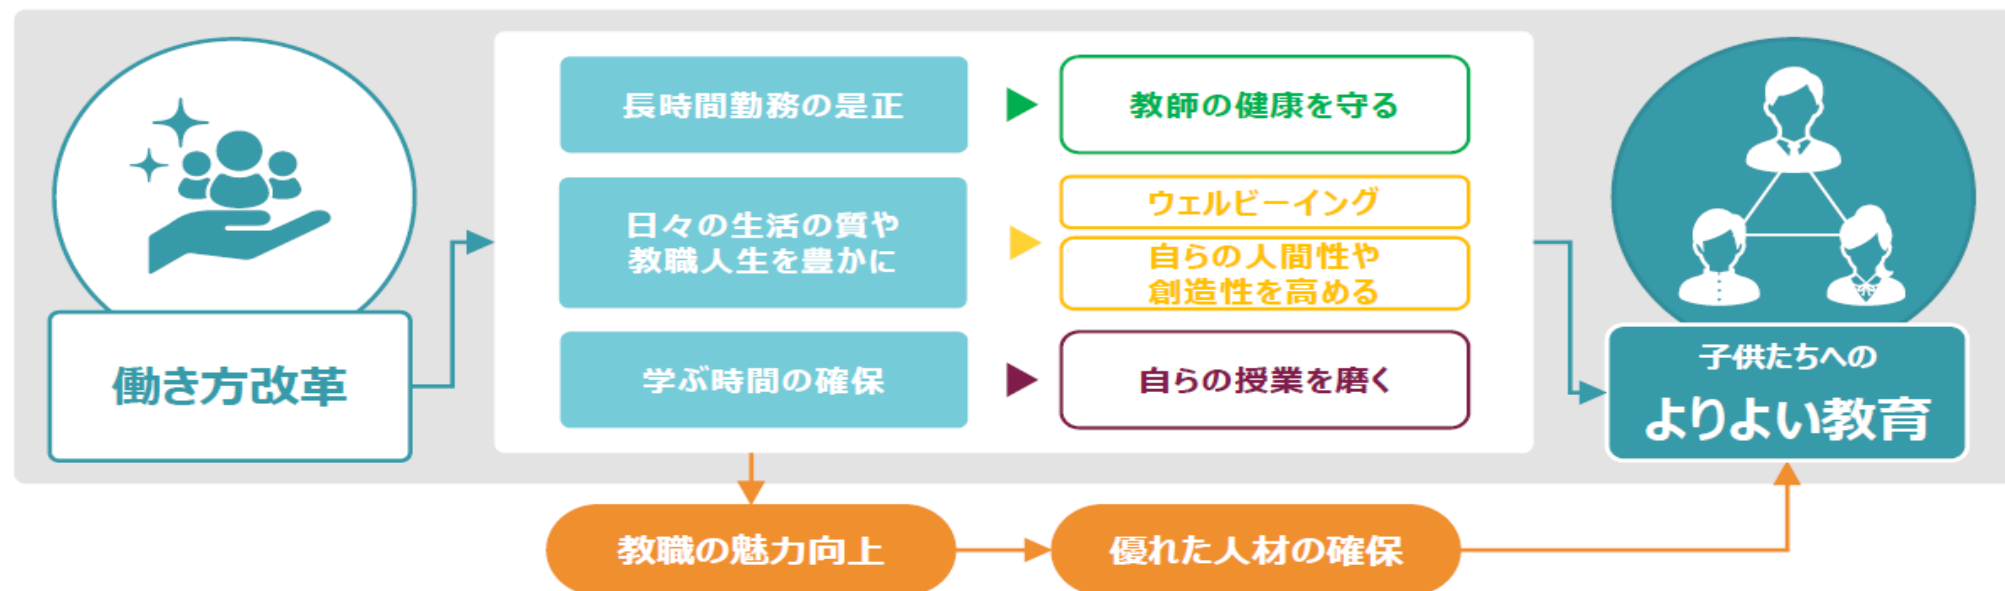 働き方改革
長時間勤務の是正
教師の健康を守る
日々の生活の質や
教職人生を豊かに
ウェルビーイング
自らの人間性や
創造性を高める
学ぶ時間の確保
自らの授業を磨く
子供たちへの
よりよい教育
教職の魅力向上
優れた人材の確保